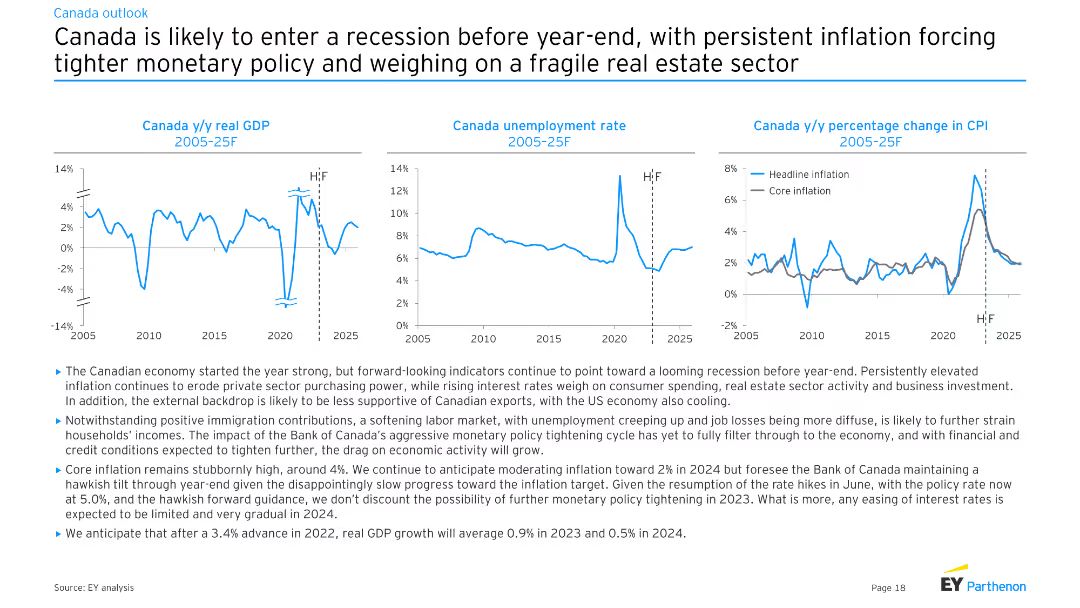 Canada outlook
Canada is likely to enter a recession before year-end, with persistent inflation forcing
tighter monetary policy and weighing on a fragile real estate sector
Canada y/y real GDP
2005–25F
14%
4%
2%
0%
-2%
-4%
-14%
2005
2010
2015
2020
2025
H
F
Canada unemployment rate
2005–25F
14%
12%
10%
8%
6%
4%
2%
0%
2005
2010
2015
2020
2025
H
F
Canada y/y percentage change in CPI
2005–25F
8%
6%
4%
2%
0%
-2%
Headline inflation
Core inflation
H
F
2005
2010
2015
2020
2025
The Canadian economy started the year strong, but forward-looking indicators continue to point toward a looming recession before year-end. Persistently elevated
inflation continues to erode private sector purchasing power, while rising interest rates weigh on consumer spending, real estate sector activity and business investment.
In addition, the external backdrop is likely to be less supportive of Canadian exports, with the US economy also cooling.
Notwithstanding positive immigration contributions, a softening labor market, with unemployment creeping up and job losses being more diffuse, is likely to further strain
households' incomes. The impact of the Bank of Canada's aggressive monetary policy tightening cycle has yet to fully filter through to the economy, and with financial and
credit conditions expected to tighten further, the drag on economic activity will grow.
Core inflation remains stubbornly high, around 4%. We continue to anticipate moderating inflation toward 2% in 2024 but foresee the Bank of Canada maintaining a
hawkish tilt through year-end given the disappointingly slow progress toward the inflation target. Given the resumption of the rate hikes in June, with the policy rate now
at 5.0%, and the hawkish forward guidance, we don't discount the possibility of further monetary policy tightening in 2023. What is more, any easing of interest rates is
expected to be limited and very gradual in 2024.
We anticipate that after a 3.4% advance in 2022, real GDP growth will average 0.9% in 2023 and 0.5% in 2024.
Source: EY analysis
Page 18
EY Parthenon